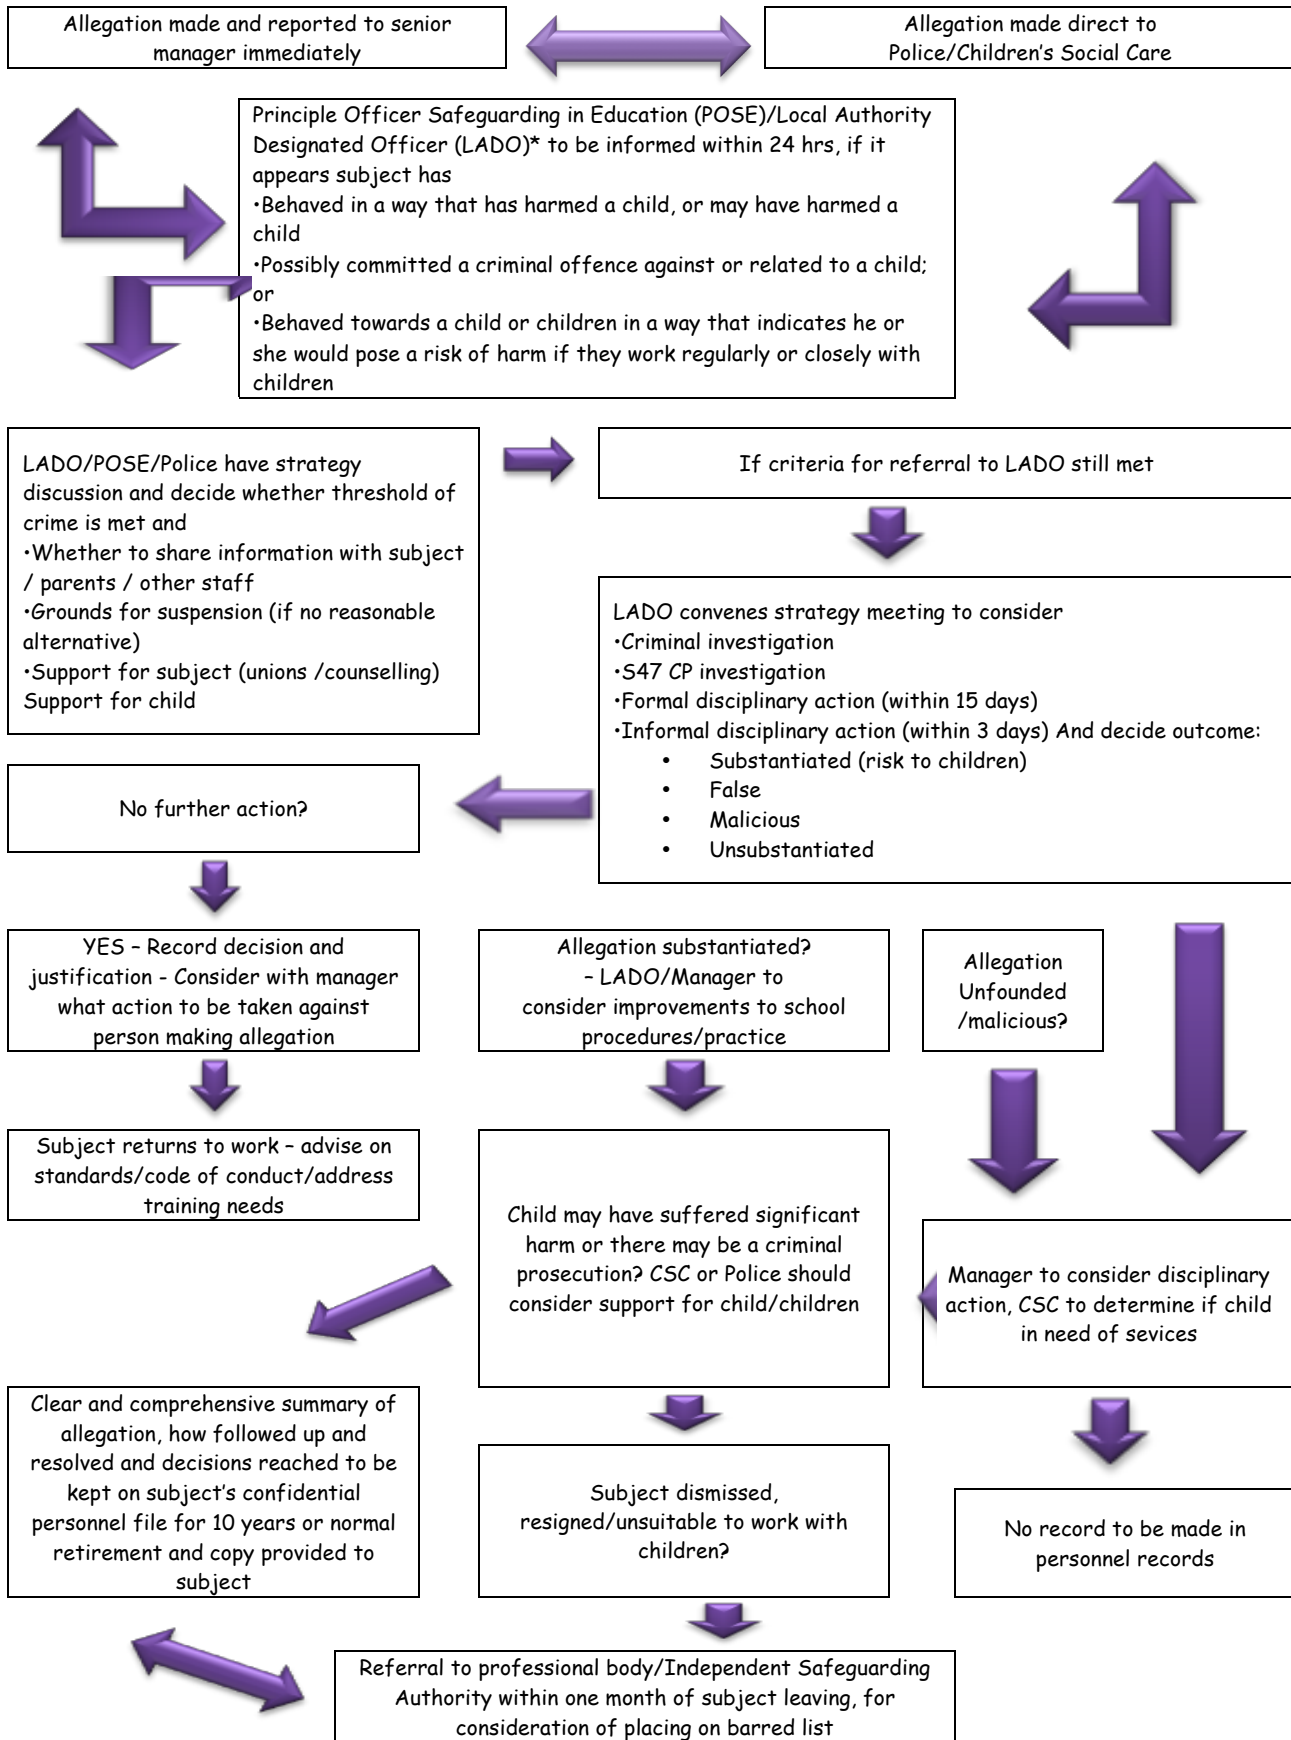 Allegation made and reported to senior
manager immediately
Allegation made direct to
Police/Children's Social Care
Principle Officer Safeguarding in Education (POSE)/Local Authority
Designated Officer (LADO)* to be informed within 24 hrs, if it
appears subject has
•Behaved in a way that has harmed a child, or may have harmed a
child
•Possibly committed a criminal offence against or related to a child;
or
•Behaved towards a child or children in a way that indicates he or
she would pose a risk of harm if they work regularly or closely with
children
LADO/POSE/Police have strategy
discussion and decide whether threshold of
crime is met and
•Whether to share information with subject
/ parents / other staff
•Grounds for suspension (if no reasonable
alternative)
•Support for subject (unions /counselling)
Support for child
If criteria for referral to LADO still met
LADO convenes strategy meeting to consider
•Criminal investigation
•S47 CP investigation
•Formal disciplinary action (within 15 days)
•Informal disciplinary action (within 3 days) And decide outcome:
• Substantiated (risk to children)
• False
• Malicious
• Unsubstantiated
No further action?
YES – Record decision and
justification - Consider with manager
what action to be taken against
person making allegation
Allegation substantiated?
– LADO/Manager to
consider improvements to school
procedures/practice
Allegation
Unfounded
/malicious?
Subject returns to work – advise on
standards/code of conduct/address
training needs
Child may have suffered significant
harm or there may be a criminal
prosecution? CSC or Police should
consider support for child/children
Manager to consider disciplinary
action, CSC to determine if child
in need of sevices
Clear and comprehensive summary of
allegation, how followed up and
resolved and decisions reached to be
kept on subject's confidential
personnel file for 10 years or normal
retirement and copy provided to
subject
Subject dismissed,
resigned/unsuitable to work with
children?
No record to be made in
personnel records
Referral to professional body/Independent Safeguarding
Authority within one month of subject leaving, for
consideration of placing on barred list